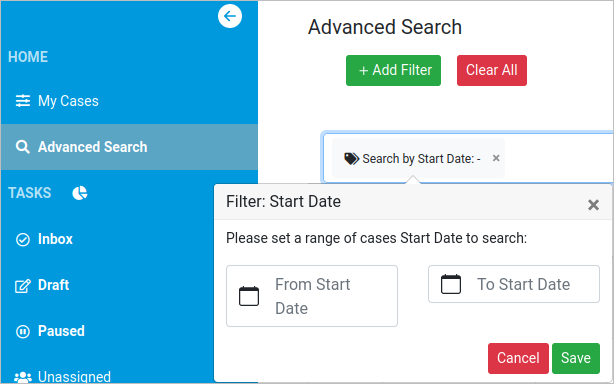 Advanced Search
HOME
+ Add Filter
Clear All
My Cases
Advanced Search
Search by Start Date: - ×
TASKS
Filter: Start Date ×
Inbox
Please set a range of cases Start Date to search:
Draft
From Start
Date
To Start Date
Paused
Cancel
Save
Unassigned